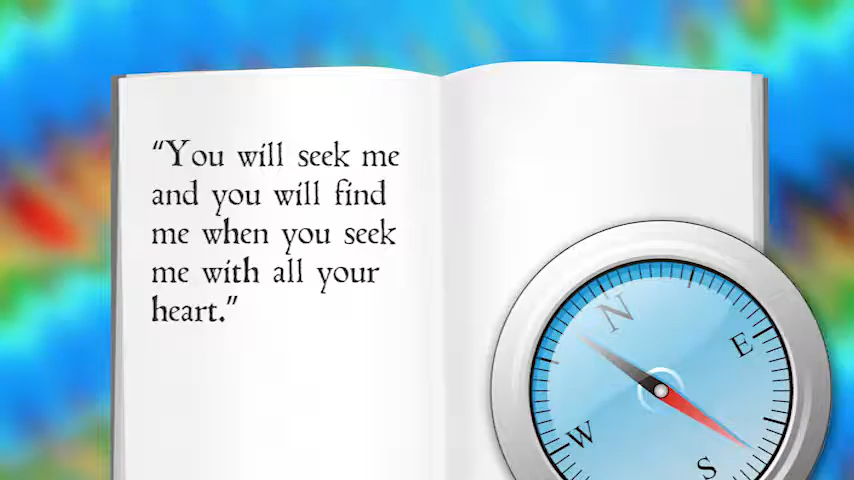 “You will seek me
and you will find
me when you seek
me with all your
heart.”
N
E
W
S